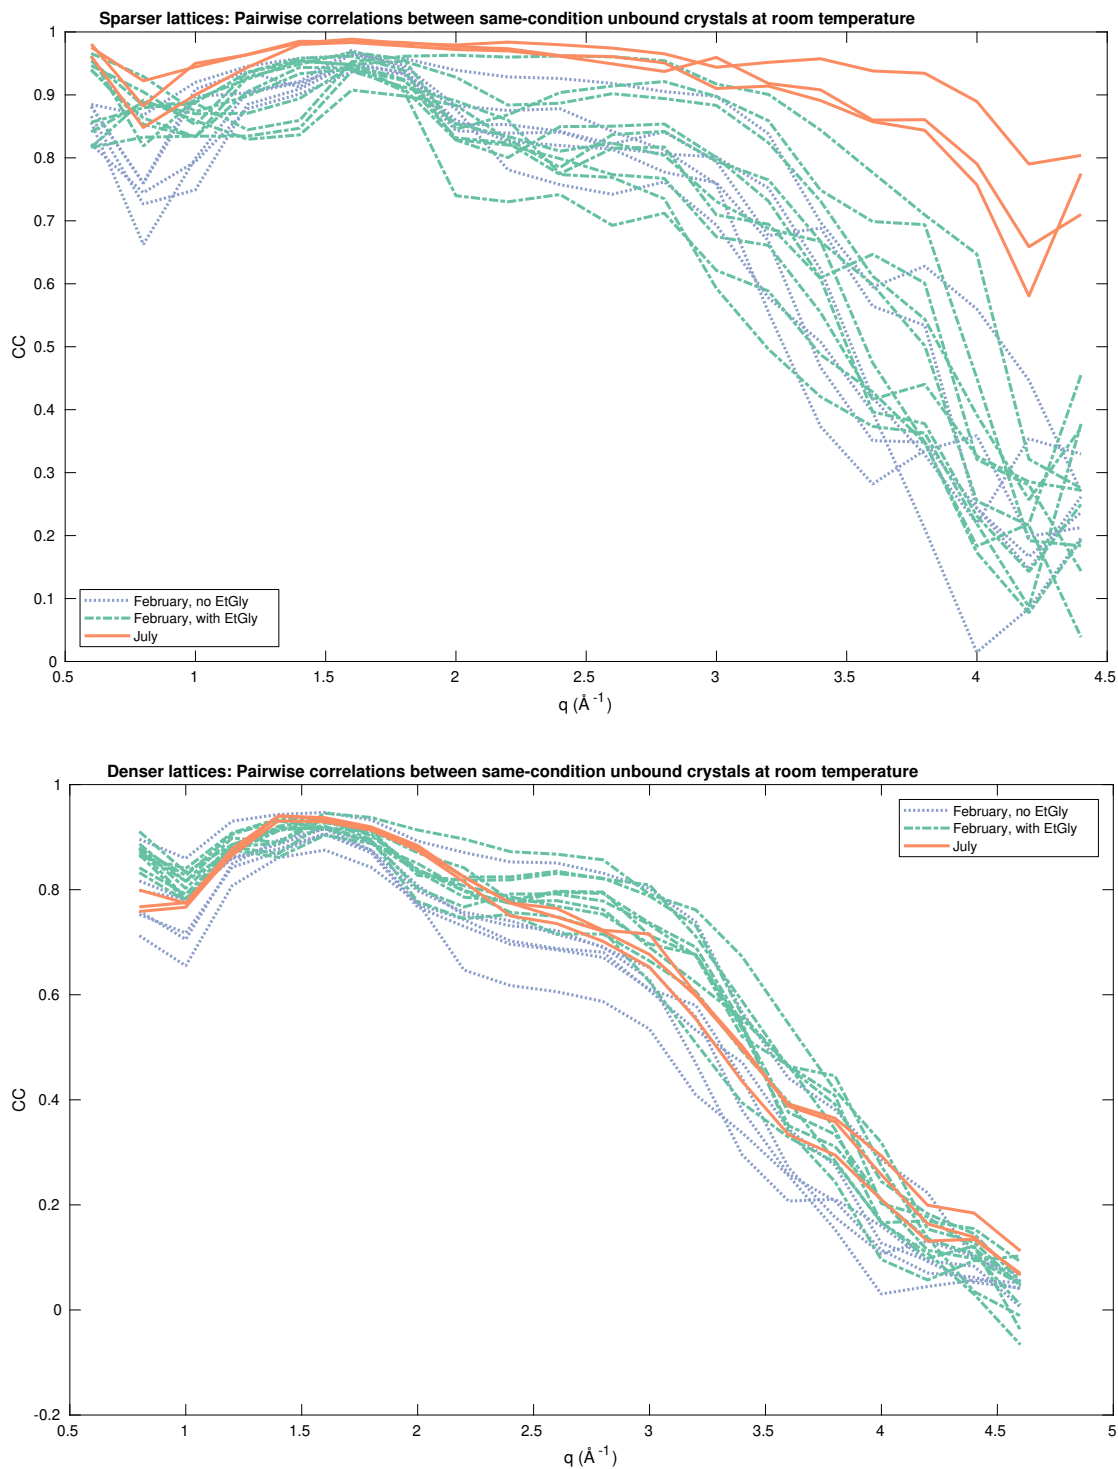 Sparser lattices: Pairwise correlations between same-condition unbound crystals at room temperature
1
0.9
0.8
0.7
0.6
0.5
0.4
0.3
0.2
0.1
0
CC
February, no EtGly
February, with EtGly
July
0.5 1 1.5 2 2.5 3 3.5 4 4.5
q (Å⁻¹)
Denser lattices: Pairwise correlations between same-condition unbound crystals at room temperature
1
0.8
0.6
0.4
0.2
0
-0.2
CC
February, no EtGly
February, with EtGly
July
0.5 1 1.5 2 2.5 3 3.5 4 4.5 5
q (Å⁻¹)